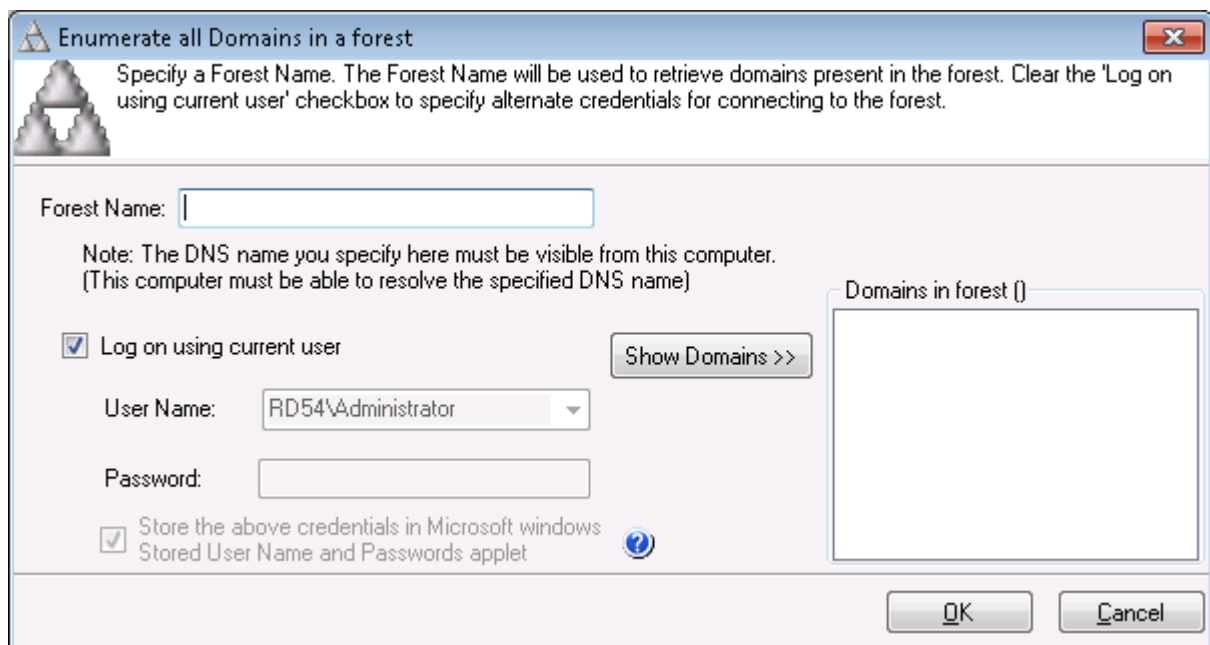 Enumerate all Domains in a forest
Specify a Forest Name. The Forest Name will be used to retrieve domains present in the forest. Clear the 'Log on
using current user' checkbox to specify alternate credentials for connecting to the forest.
Forest Name:
Note: The DNS name you specify here must be visible from this computer.
(This computer must be able to resolve the specified DNS name)
Domains in forest ()
Log on using current user
Show Domains >>
User Name: RD54\Administrator
Password:
Store the above credentials in Microsoft windows
Stored User Name and Passwords applet
OK Cancel